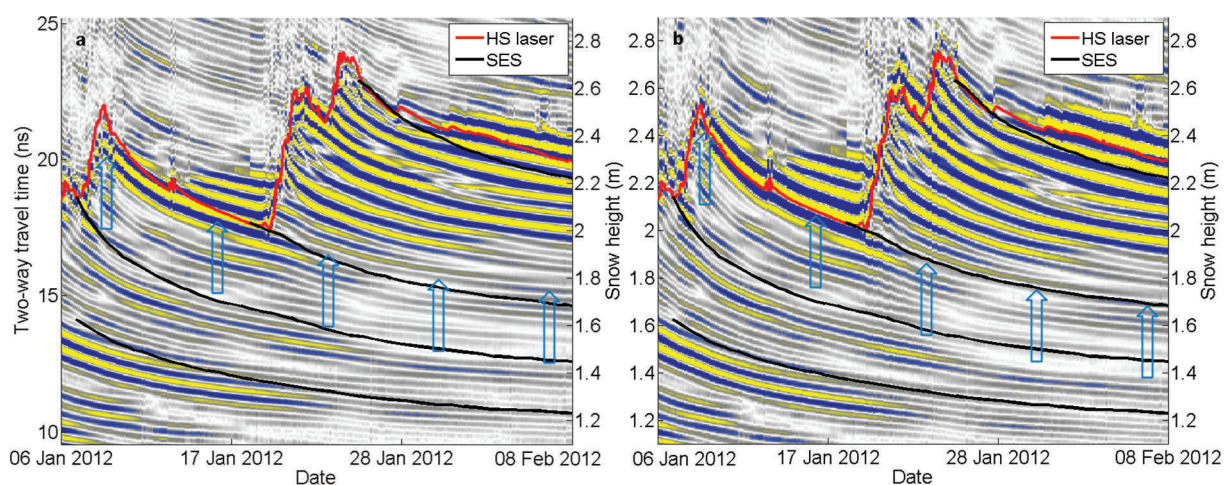 a
HS laser
SES
25
20
15
10
Two-way travel time (ns)
2.8
2.6
2.4
2.2
2
1.8
1.6
1.4
1.2
Snow height (m)
06 Jan 2012
17 Jan 2012
28 Jan 2012
08 Feb 2012
Date
b
HS laser
SES
2.8
2.6
2.4
2.2
2
1.8
1.6
1.4
1.2
2.8
2.6
2.4
2.2
2
1.8
1.6
1.4
1.2
Snow height (m)
06 Jan 2012
17 Jan 2012
28 Jan 2012
08 Feb 2012
Date